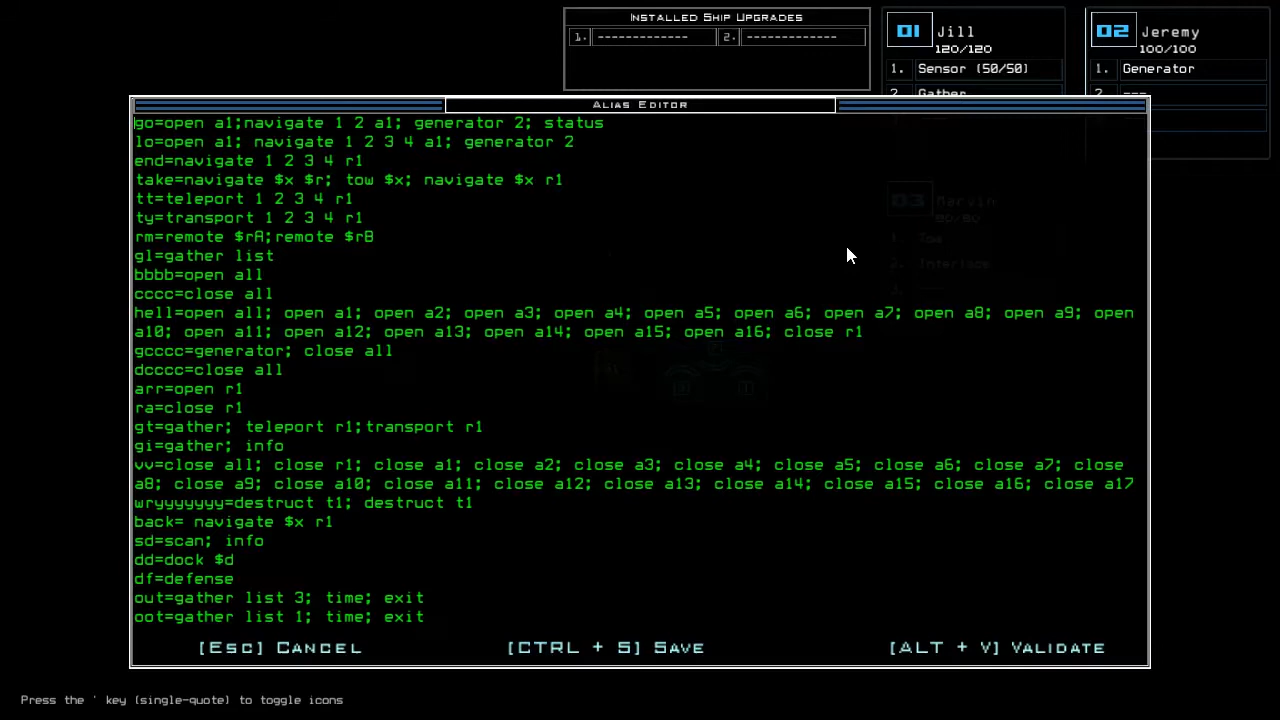 Installed Ship Upgrades
1. ------------- 2. -------------
01 Jill
120/120
1. Sensor (50/50)
2. Gather
02 Jeremy
100/100
1. Generator
2. ---
Alias Editor
go=open a1;navigate 1 2 a1; generator 2; status
lo=open a1; navigate 1 2 3 4 a1; generator 2
end=navigate 1 2 3 4 r1
take=navigate $x $r; tow $x; navigate $x r1
tt=teleport 1 2 3 4 r1
ty=transport 1 2 3 4 r1
rm=remote $rA;remote $rB
gl=gather list
bbbb=open all
cccc=close all
hell=open all; open a1; open a2; open a3; open a4; open a5; open a6; open a7; open a8; open a9; open
a10; open a11; open a12; open a13; open a14; open a15; open a16; close r1
gcccc=generator; close all
dcccc=close all
arr=open r1
ra=close r1
gt=gather; teleport r1;transport r1
gi=gather; info
vv=close all; close r1; close a1; close a2; close a3; close a4; close a5; close a6; close a7; close
a8; close a9; close a10; close a11; close a12; close a13; close a14; close a15; close a16; close a17
wryyyyyyy=destruct t1; destruct t1
back= navigate $x r1
sd=scan; info
dd=dock $d
df=defense
out=gather list 3; time; exit
oot=gather list 1; time; exit
03 Marvin
80/80
1. Tow
2. Interface
[Esc] Cancel [CTRL + S] Save [ALT + V] Validate
Press the ' key (single-quote) to toggle icons